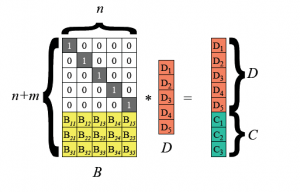 n
1 0 0 0 0 D1
0 1 0 0 0 D1 D2
0 0 1 0 0 D2 D3 D
n+m 0 0 0 1 0 * D3 = D4
0 0 0 0 1 D4 D5
B11 B12 B13 B14 B15 D5 C1
B21 B22 B23 B24 B25 C2 C
B31 B32 B33 B34 B35 D C3
B